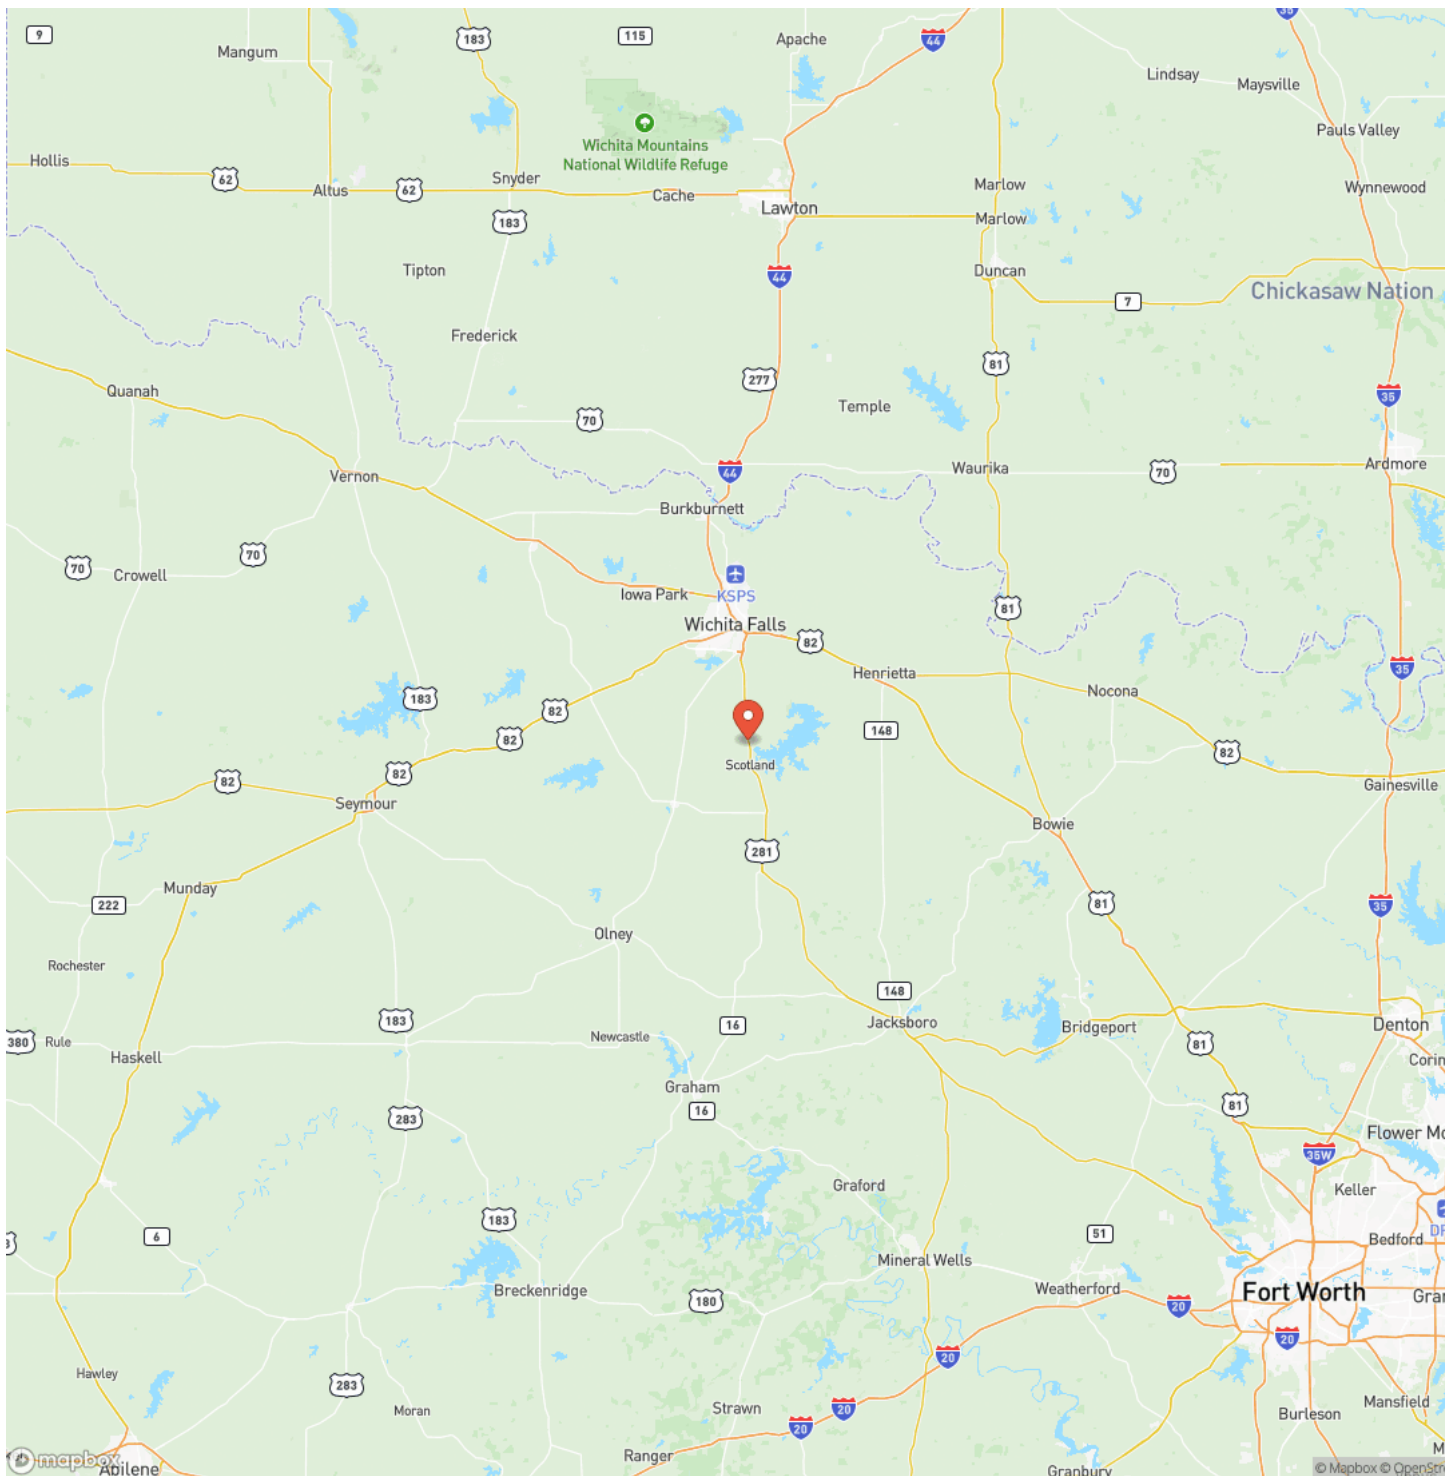 9
Mangum
183
115
Apache
44
35
Lindsay
Maysville
Pauls Valley
Wichita Mountains
National Wildlife Refuge
Hollis
62
Altus
62
Snyder
Cache
Lawton
Marlow
Wynnewood
183
Marlow
Tipton
44
Duncan
Chickasaw Nation
7
Frederick
81
Quanah
277
Temple
35
70
Vernon
44
Waurika
70
Ardmore
Burkburnett
70
70
Crowell
KSPS
Iowa Park
81
Wichita Falls
82
Henrietta
35
183
82
Nocona
148
82
82
82
Scotland
82
Seymour
Gainesville
Bowie
281
Munday
222
81
35
Olney
Rochester
148
183
16
Jacksboro
Bridgeport
Denton
380
Rule
Newcastle
81
Haskell
Corin
Graham
16
283
81
Flower Mo
35W
Graford
Keller
183
6
51
Bedford
Mineral Wells
Breckenridge
180
Weatherford
Fort Worth
Gran
20
20
20
Hawley
283
Moran
Strawn
20
20
Mansfield
Burleson
Ranger
mapbox
Abilene
Granbury
© Mapbox © OpenStre